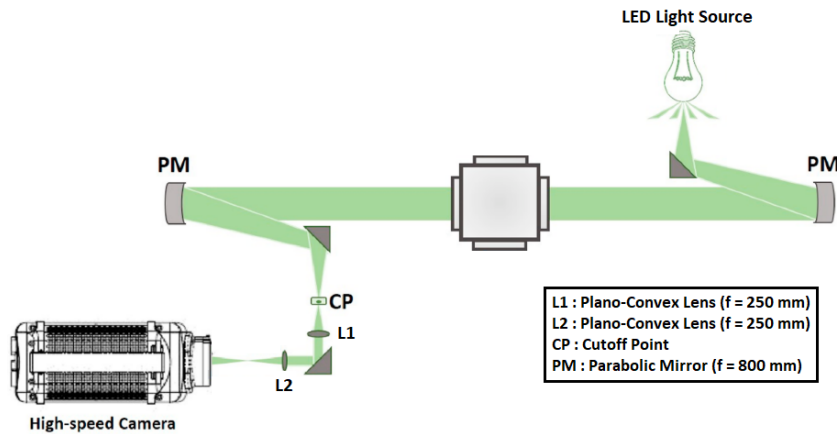 LED Light Source
PM
PM
CP
L1
L2
High-speed Camera
L1 : Plano-Convex Lens (f = 250 mm)
L2 : Plano-Convex Lens (f = 250 mm)
CP : Cutoff Point
PM : Parabolic Mirror (f = 800 mm)